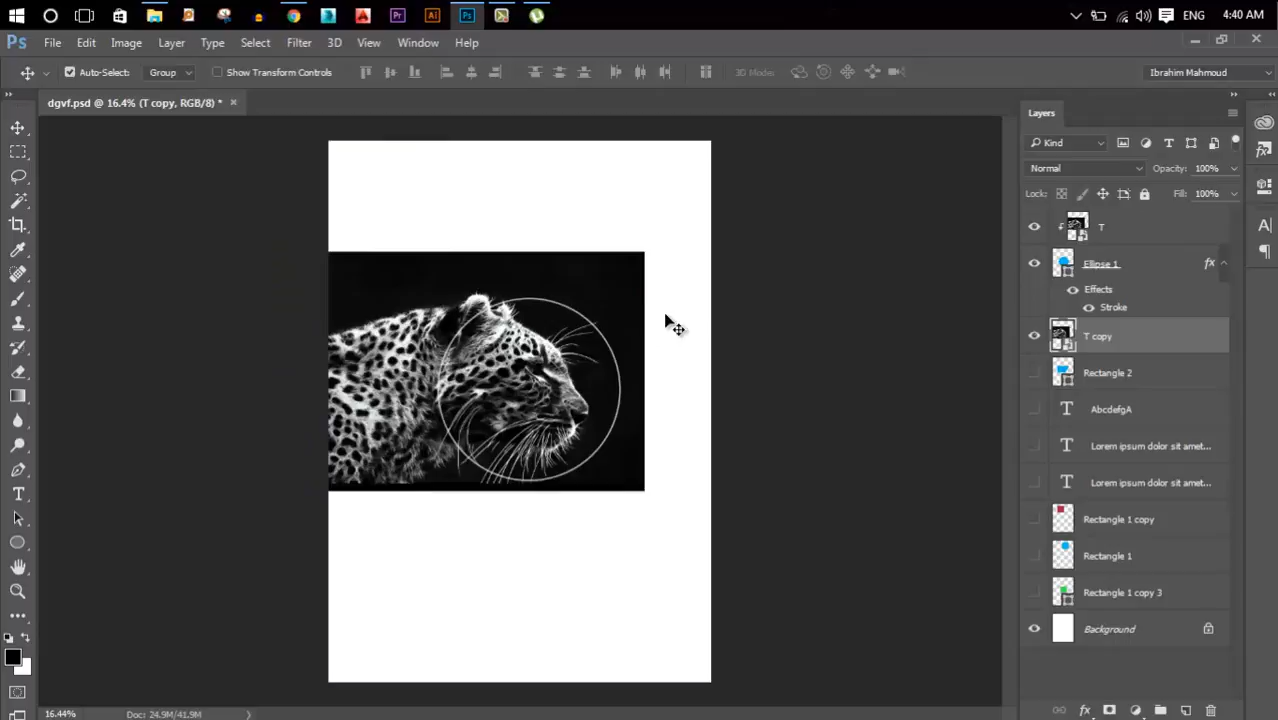 ENG
4:40 AM
Ps
File Edit Image Layer Type Select Filter 3D View Window Help
Auto-Select: Group Show Transform Controls 3D Mode: Ibrahim Mahmoud
dgvf.psd @ 16.4% (T copy, RGB/8) *
Layers
Kind
Normal Opacity: 100%
Lock: Fill: 100%
T
Ellipse 1 fx
Effects
Stroke
T copy
Rectangle 2
AbcdefgA
Lorem ipsum dolor sit amet...
Lorem ipsum dolor sit amet...
Rectangle 1 copy
Rectangle 1
Rectangle 1 copy 3
Background
16.44% Doc: 24.9M/41.9M